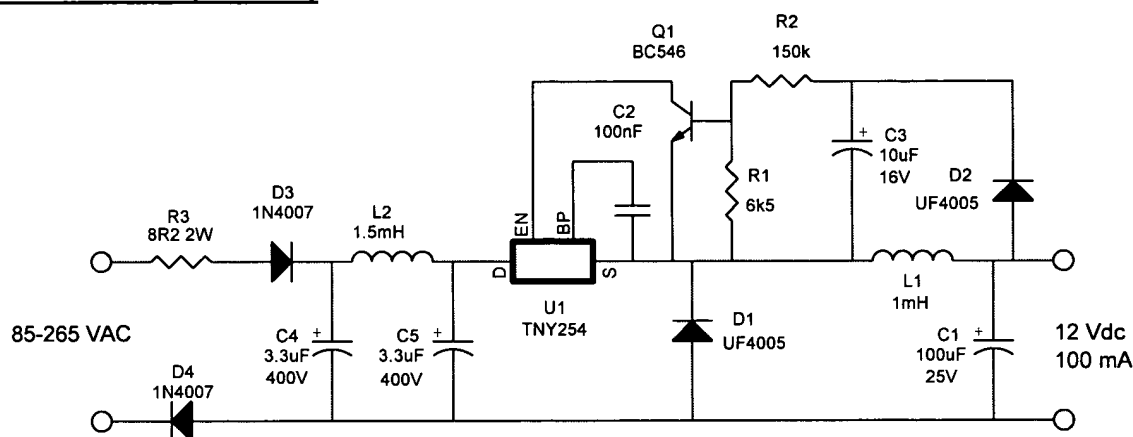 Q1
BC546
R2
150k
C2
100nF
C3
10uF
16V
D2
UF4005
R1
6k5
D3
1N4007
L2
1.5mH
R3
8R2 2W
EN
BP
D
S
U1
TNY254
L1
1mH
85-265 VAC
C4
3.3uF
400V
C5
3.3uF
400V
D1
UF4005
C1
100uF
25V
12 Vdc
100 mA
D4
1N4007